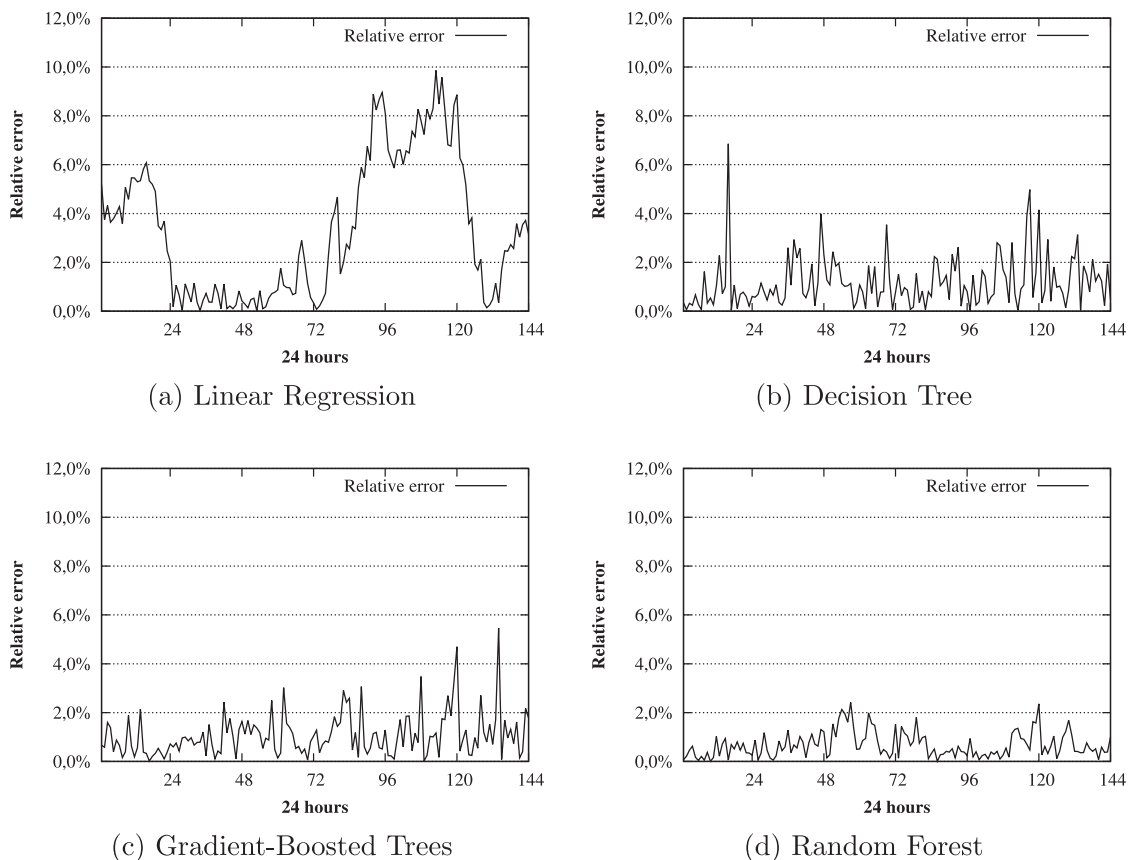 12,0%
Relative error
10,0%
8,0%
6,0%
4,0%
2,0%
0,0%
Relative error
24 48 72 96 120 144
24 hours
(a) Linear Regression
12,0%
Relative error
10,0%
8,0%
6,0%
4,0%
2,0%
0,0%
Relative error
24 48 72 96 120 144
24 hours
(b) Decision Tree
12,0%
Relative error
10,0%
8,0%
6,0%
4,0%
2,0%
0,0%
Relative error
24 48 72 96 120 144
24 hours
(c) Gradient-Boosted Trees
12,0%
Relative error
10,0%
8,0%
6,0%
4,0%
2,0%
0,0%
Relative error
24 48 72 96 120 144
24 hours
(d) Random Forest